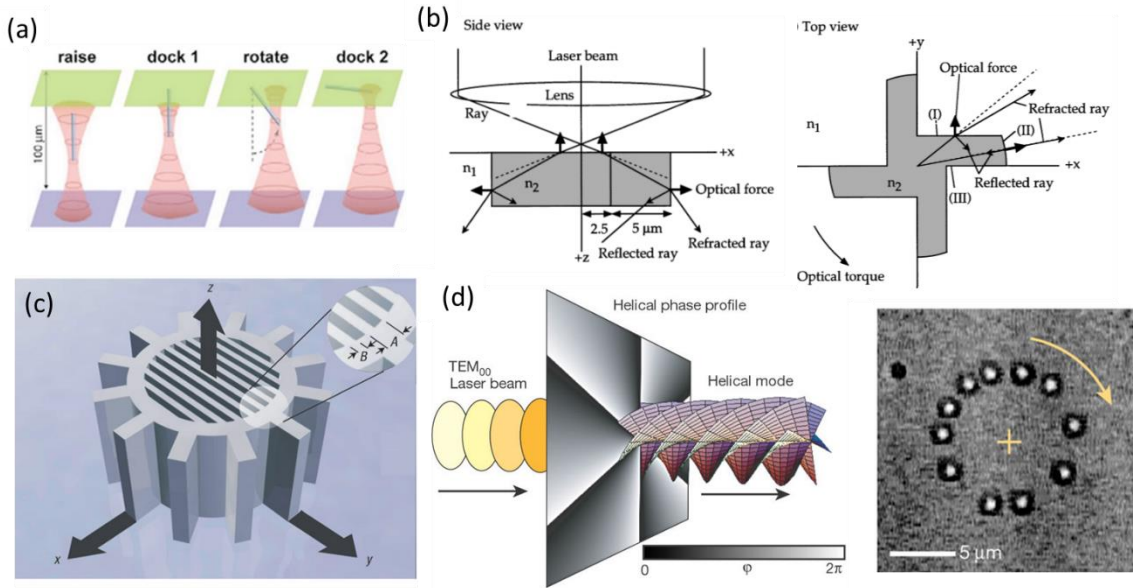 (a)
raise
dock 1
rotate
dock 2
100 μm
(b)
Side view
Laser beam
Lens
Ray
+x
n1
n2
Optical force
2.5
5 μm
Refracted ray
Reflected ray
+z
) Top view
+y
Optical force
Refracted ray
(I)
(II)
n1
+x
n2
Reflected ray
(III)
Optical torque
(c)
z
B
A
x
y
(d)
Helical phase profile
TEM00
Laser beam
Helical mode
0
φ
2π
5 μm